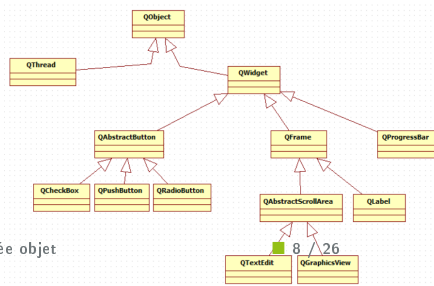 QObject
QThread
QWidget
QAbstractButton
QFrame
QProgressBar
QCheckBox
QPushButton
QRadioButton
QAbstractScrollArea
QLabel
ée objet
8 / 26
QTextEdit
QGraphicsView